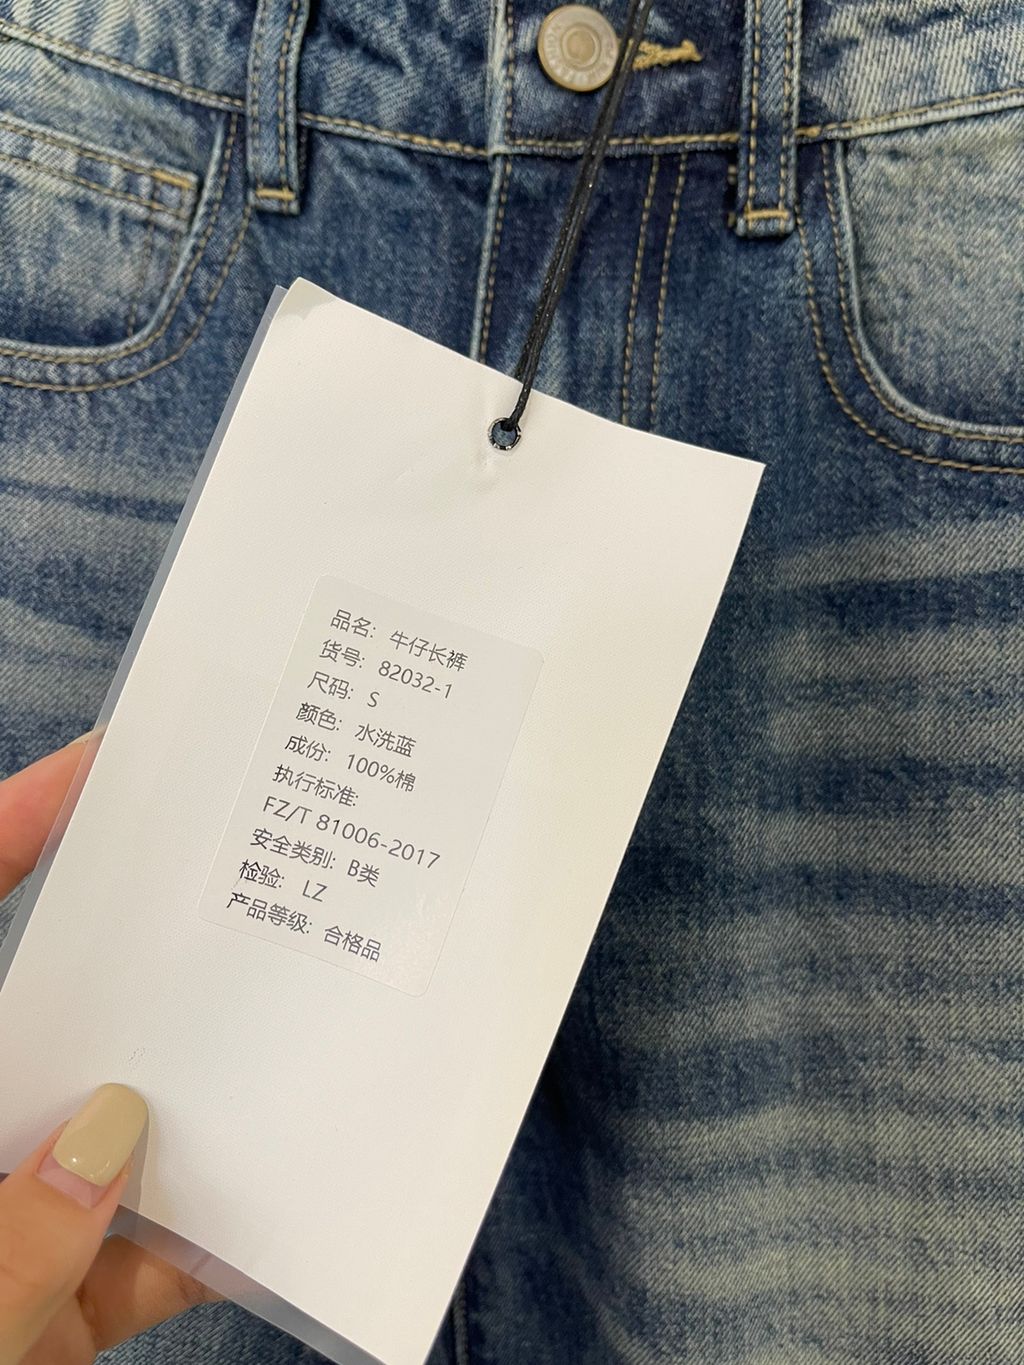 品名: 牛仔长裤
货号: 82032-1
尺码: S
颜色: 水洗蓝
成份: 100%棉
执行标准:
FZ/T 81006-2017
安全类别: B类
检验: LZ
产品等级: 合格品